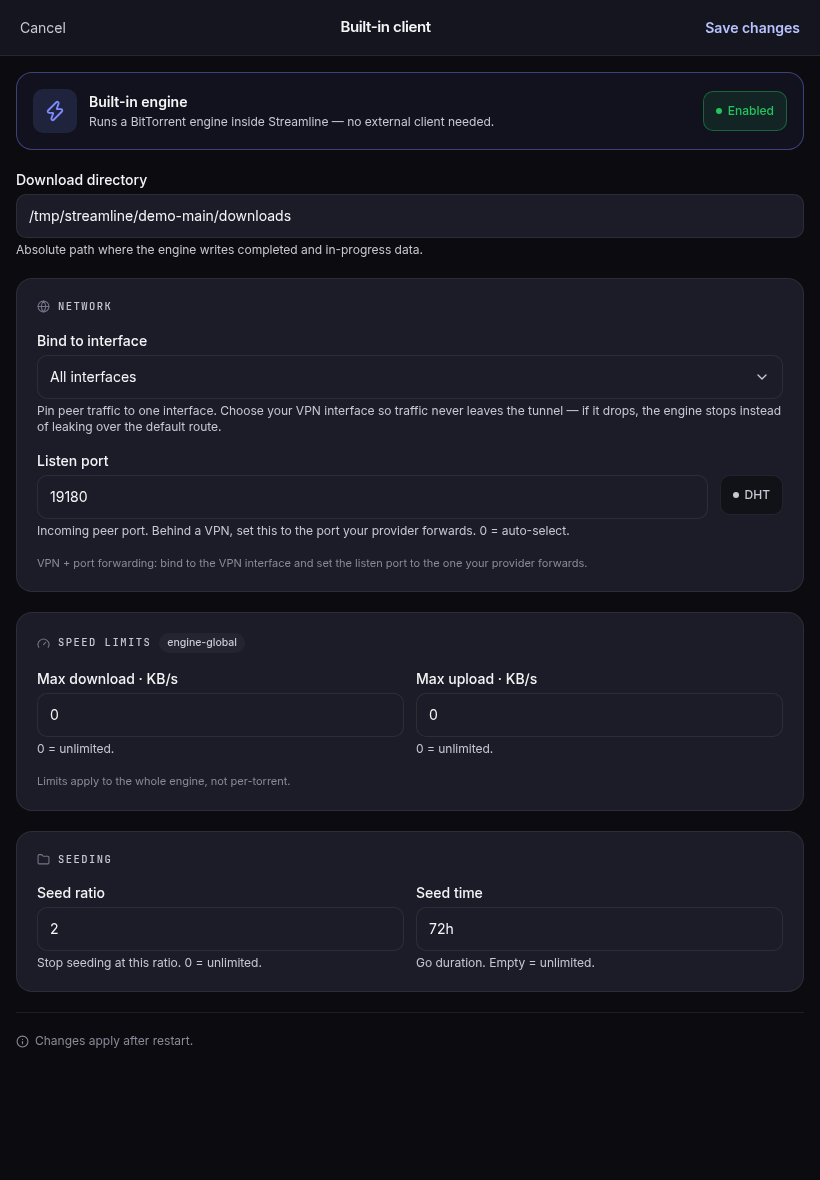 Cancel
Built-in client
Save changes
Built-in engine
Runs a BitTorrent engine inside Streamline — no external client needed.
Enabled
Download directory
/tmp/streamline/demo-main/downloads
Absolute path where the engine writes completed and in-progress data.
NETWORK
Bind to interface
All interfaces
Pin peer traffic to one interface. Choose your VPN interface so traffic never leaves the tunnel — if it drops, the engine stops instead
of leaking over the default route.
Listen port
19180
DHT
Incoming peer port. Behind a VPN, set this to the port your provider forwards. 0 = auto-select.
VPN + port forwarding: bind to the VPN interface and set the listen port to the one your provider forwards.
SPEED LIMITS engine-global
Max download · KB/s
0
0 = unlimited.
Max upload · KB/s
0
0 = unlimited.
Limits apply to the whole engine, not per-torrent.
SEEDING
Seed ratio
2
Stop seeding at this ratio. 0 = unlimited.
Seed time
72h
Go duration. Empty = unlimited.
Changes apply after restart.